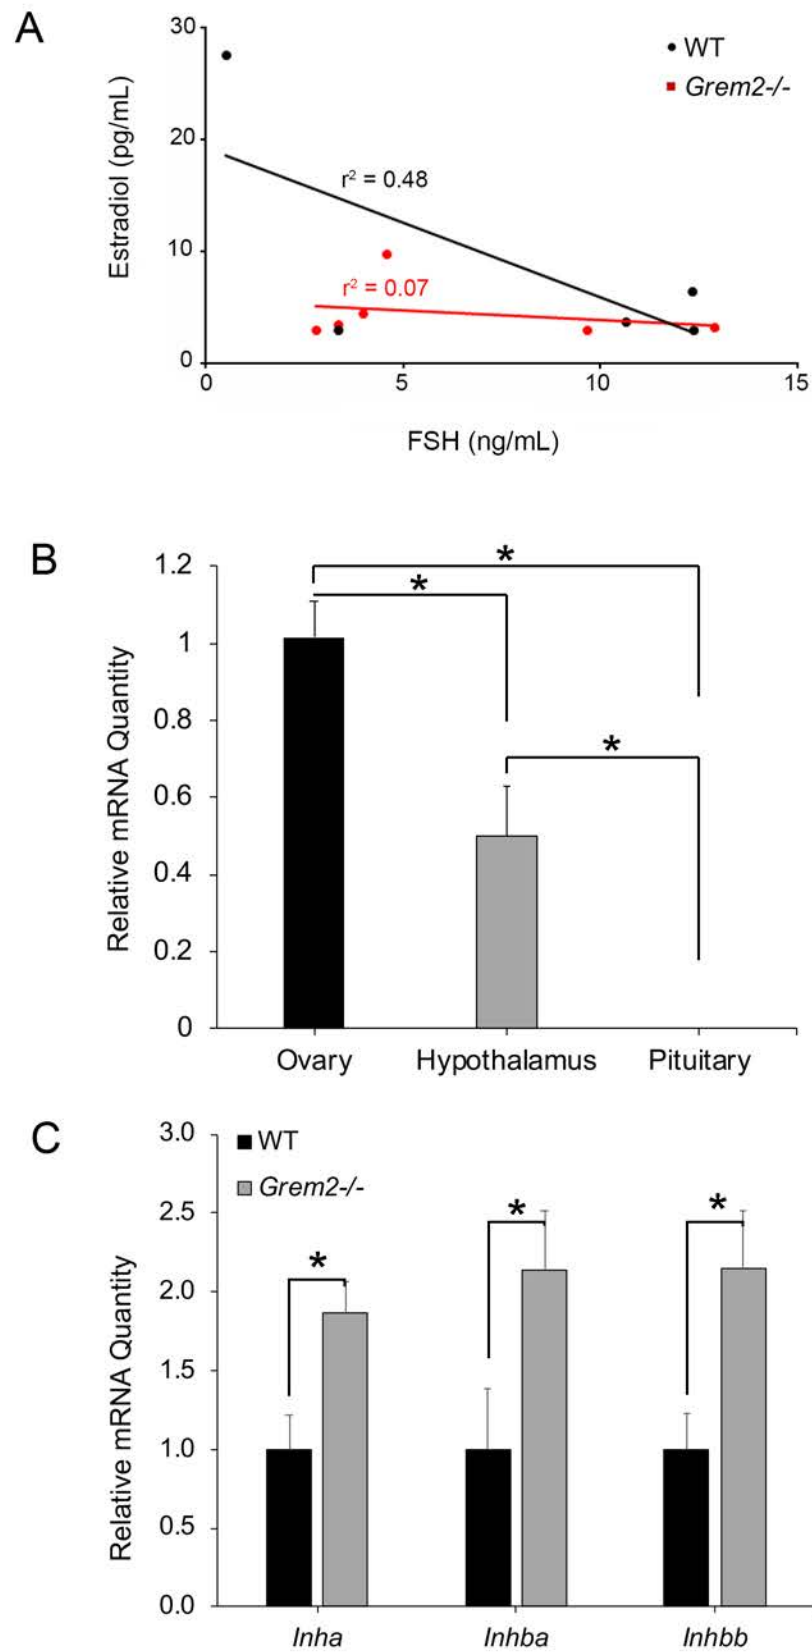 A
30
20
10
0
Estradiol (pg/mL)
WT
Grem2-/-
r² = 0.48
r² = 0.07
0 5 10 15
FSH (ng/mL)
B
1.2
1
0.8
0.6
0.4
0.2
0
Relative mRNA Quantity
* * *
Ovary Hypothalamus Pituitary
C
3.0
2.5
2.0
1.5
1.0
0.5
0.0
Relative mRNA Quantity
WT
Grem2-/-
* * *
Inha Inhba Inhbb